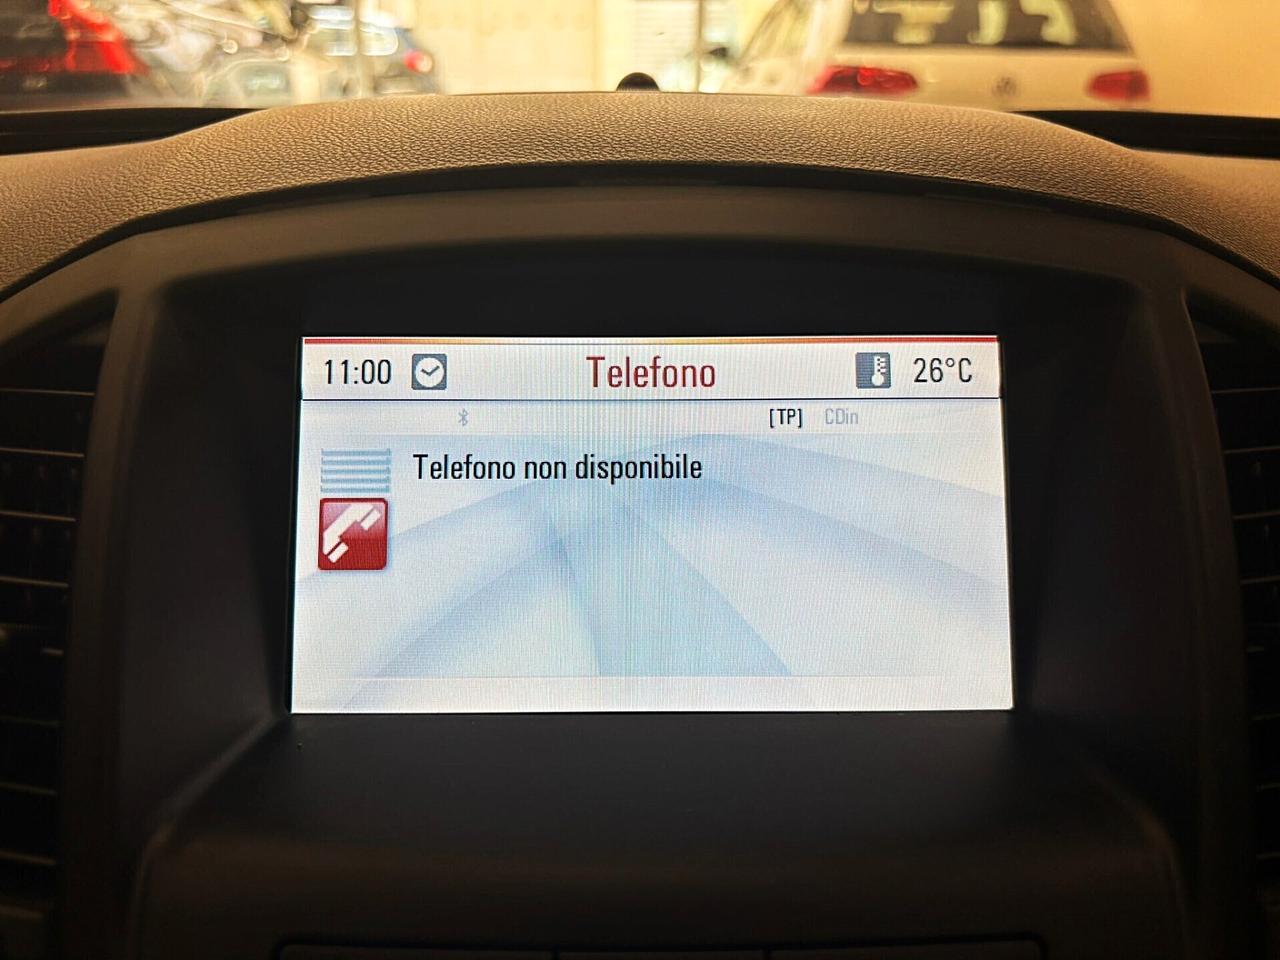 11:00 Telefono 26°C
[TP] CDin
Telefono non disponibile